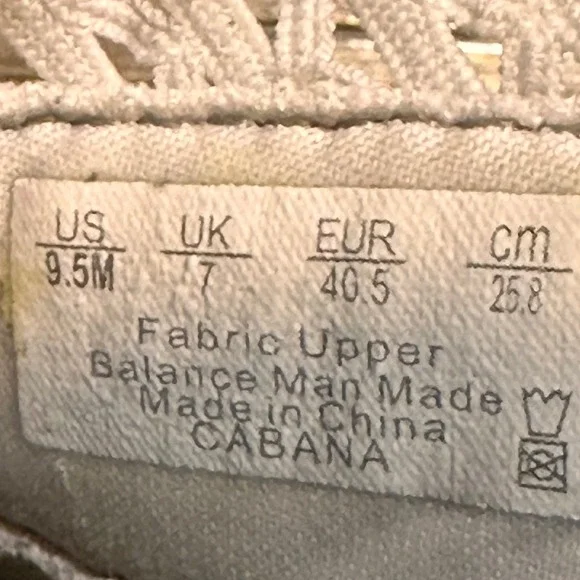 US UK EUR cm
9.5M 7 40.5 25.8
Fabric Upper
Balance Man Made
Made in China
CABANA